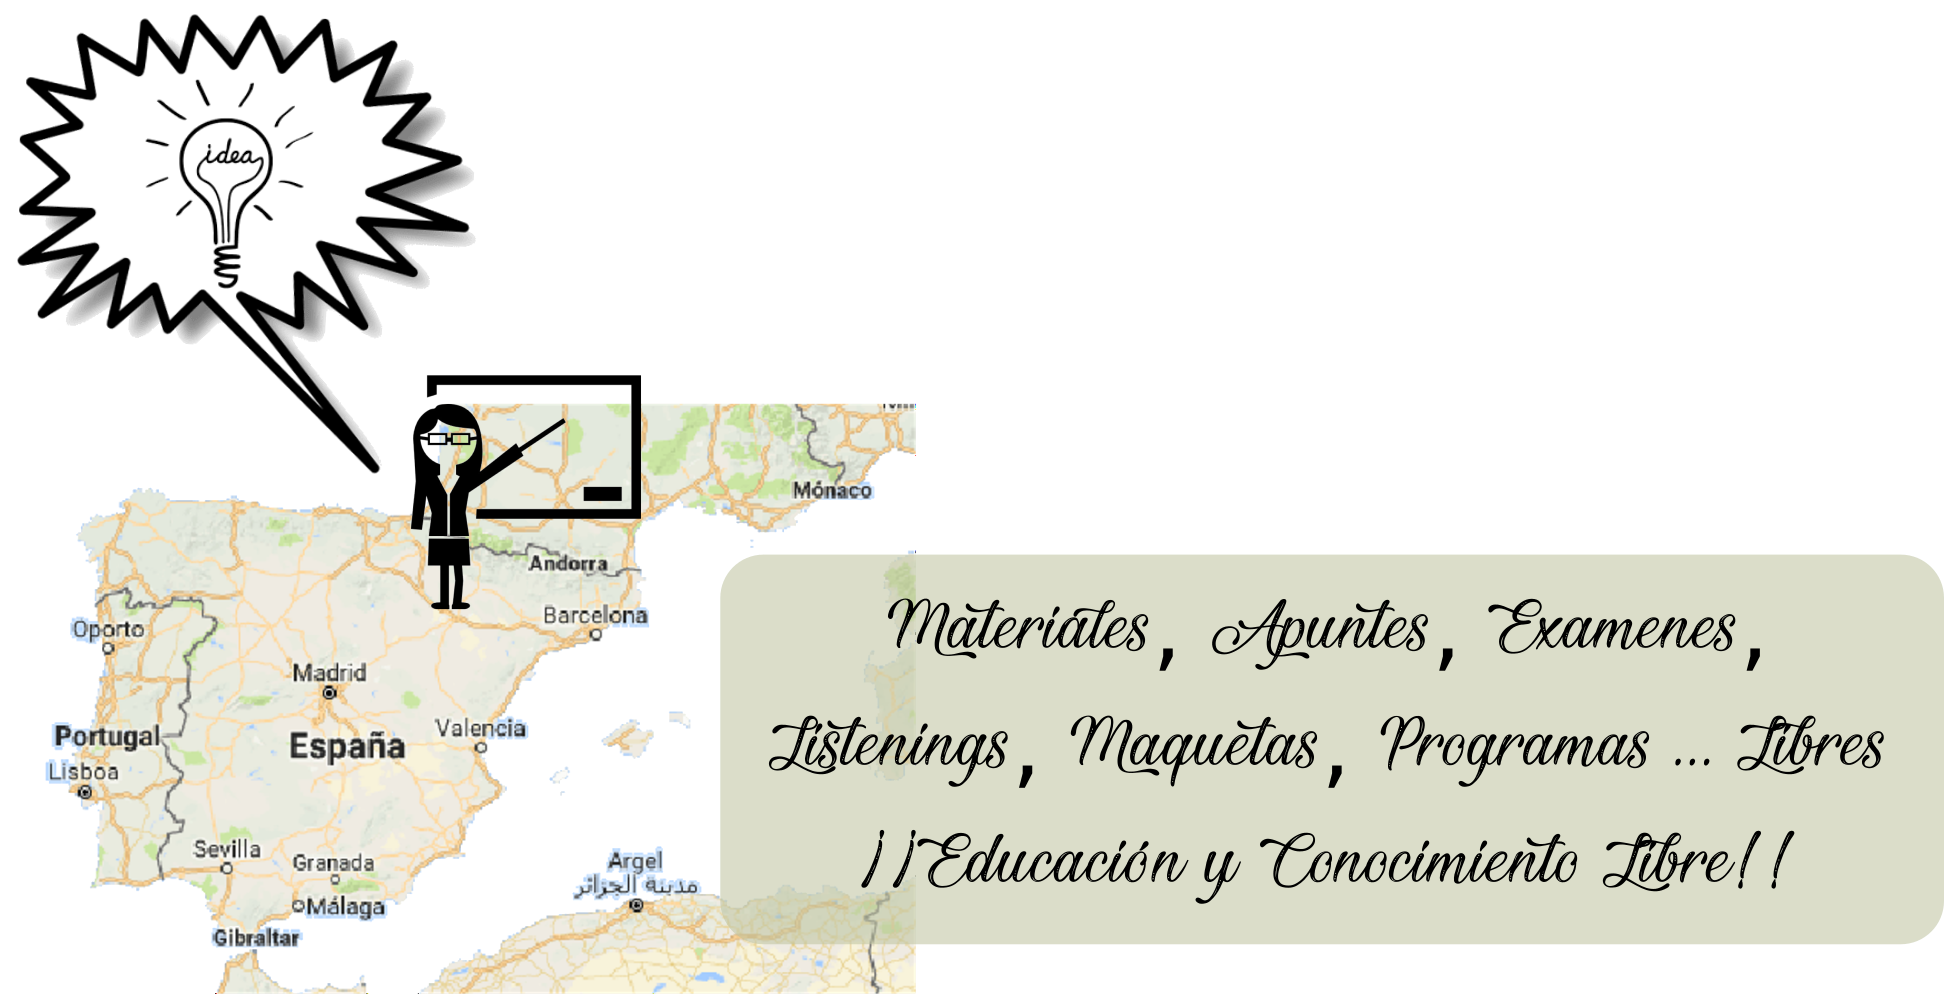 idea
Mónaco
Andorra
Barcelona
Oporto
Madrid
Valencia
Portugal
España
Lisboa
Sevilla
Granada
Málaga
Gibraltar
Argel
مدينة الجزائر
Materiales, Apuntes, Examenes,
Listenings, Maquetas, Programas ... Libres
¡¡Educación y Conocimiento Libre!!